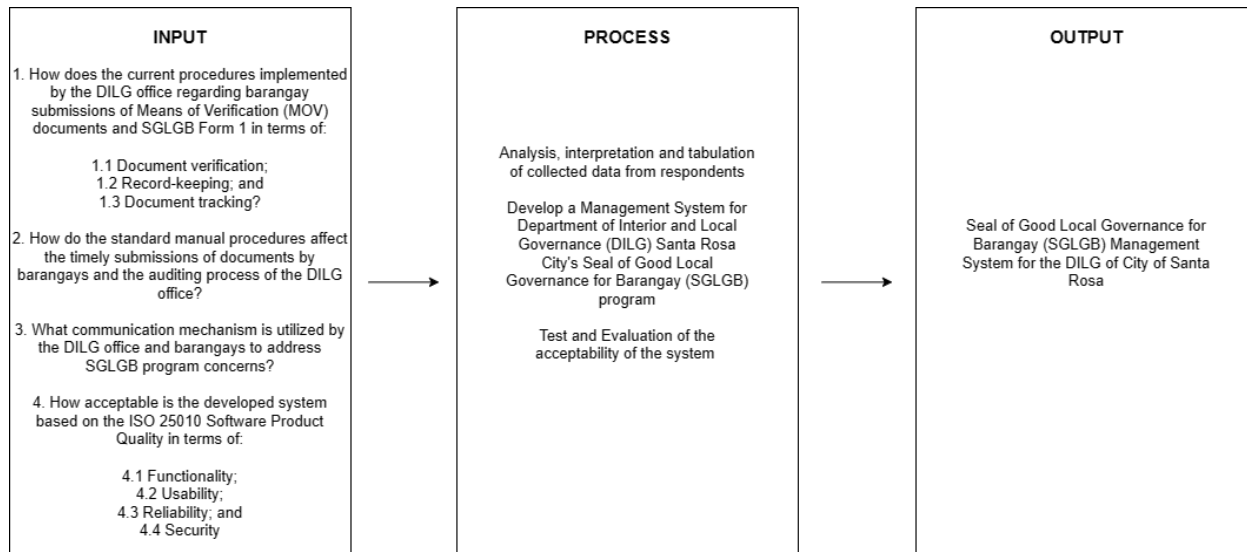 INPUT
1. How does the current procedures implemented
by the DILG office regarding barangay
submissions of Means of Verification (MOV)
documents and SGLGB Form 1 in terms of:
1.1 Document verification;
1.2 Record-keeping; and
1.3 Document tracking?
2. How do the standard manual procedures affect
the timely submissions of documents by
barangays and the auditing process of the DILG
office?
3. What communication mechanism is utilized by
the DILG office and barangays to address
SGLGB program concerns?
4. How acceptable is the developed system
based on the ISO 25010 Software Product
Quality in terms of:
4.1 Functionality;
4.2 Usability;
4.3 Reliability; and
4.4 Security
PROCESS
Analysis, interpretation and tabulation
of collected data from respondents
Develop a Management System for
Department of Interior and Local
Governance (DILG) Santa Rosa
City's Seal of Good Local
Governance for Barangay (SGLGB)
program
Test and Evaluation of the
acceptability of the system
OUTPUT
Seal of Good Local Governance for
Barangay (SGLGB) Management
System for the DILG of City of Santa
Rosa